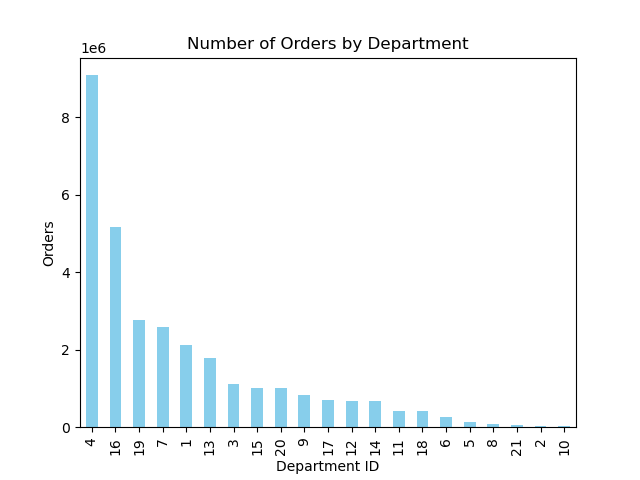 Number of Orders by Department
1e6
8
6
4
2
0
Orders
4 16 19 7 1 13 3 15 20 9 17 12 14 11 18 6 5 8 21 2 10
Department ID